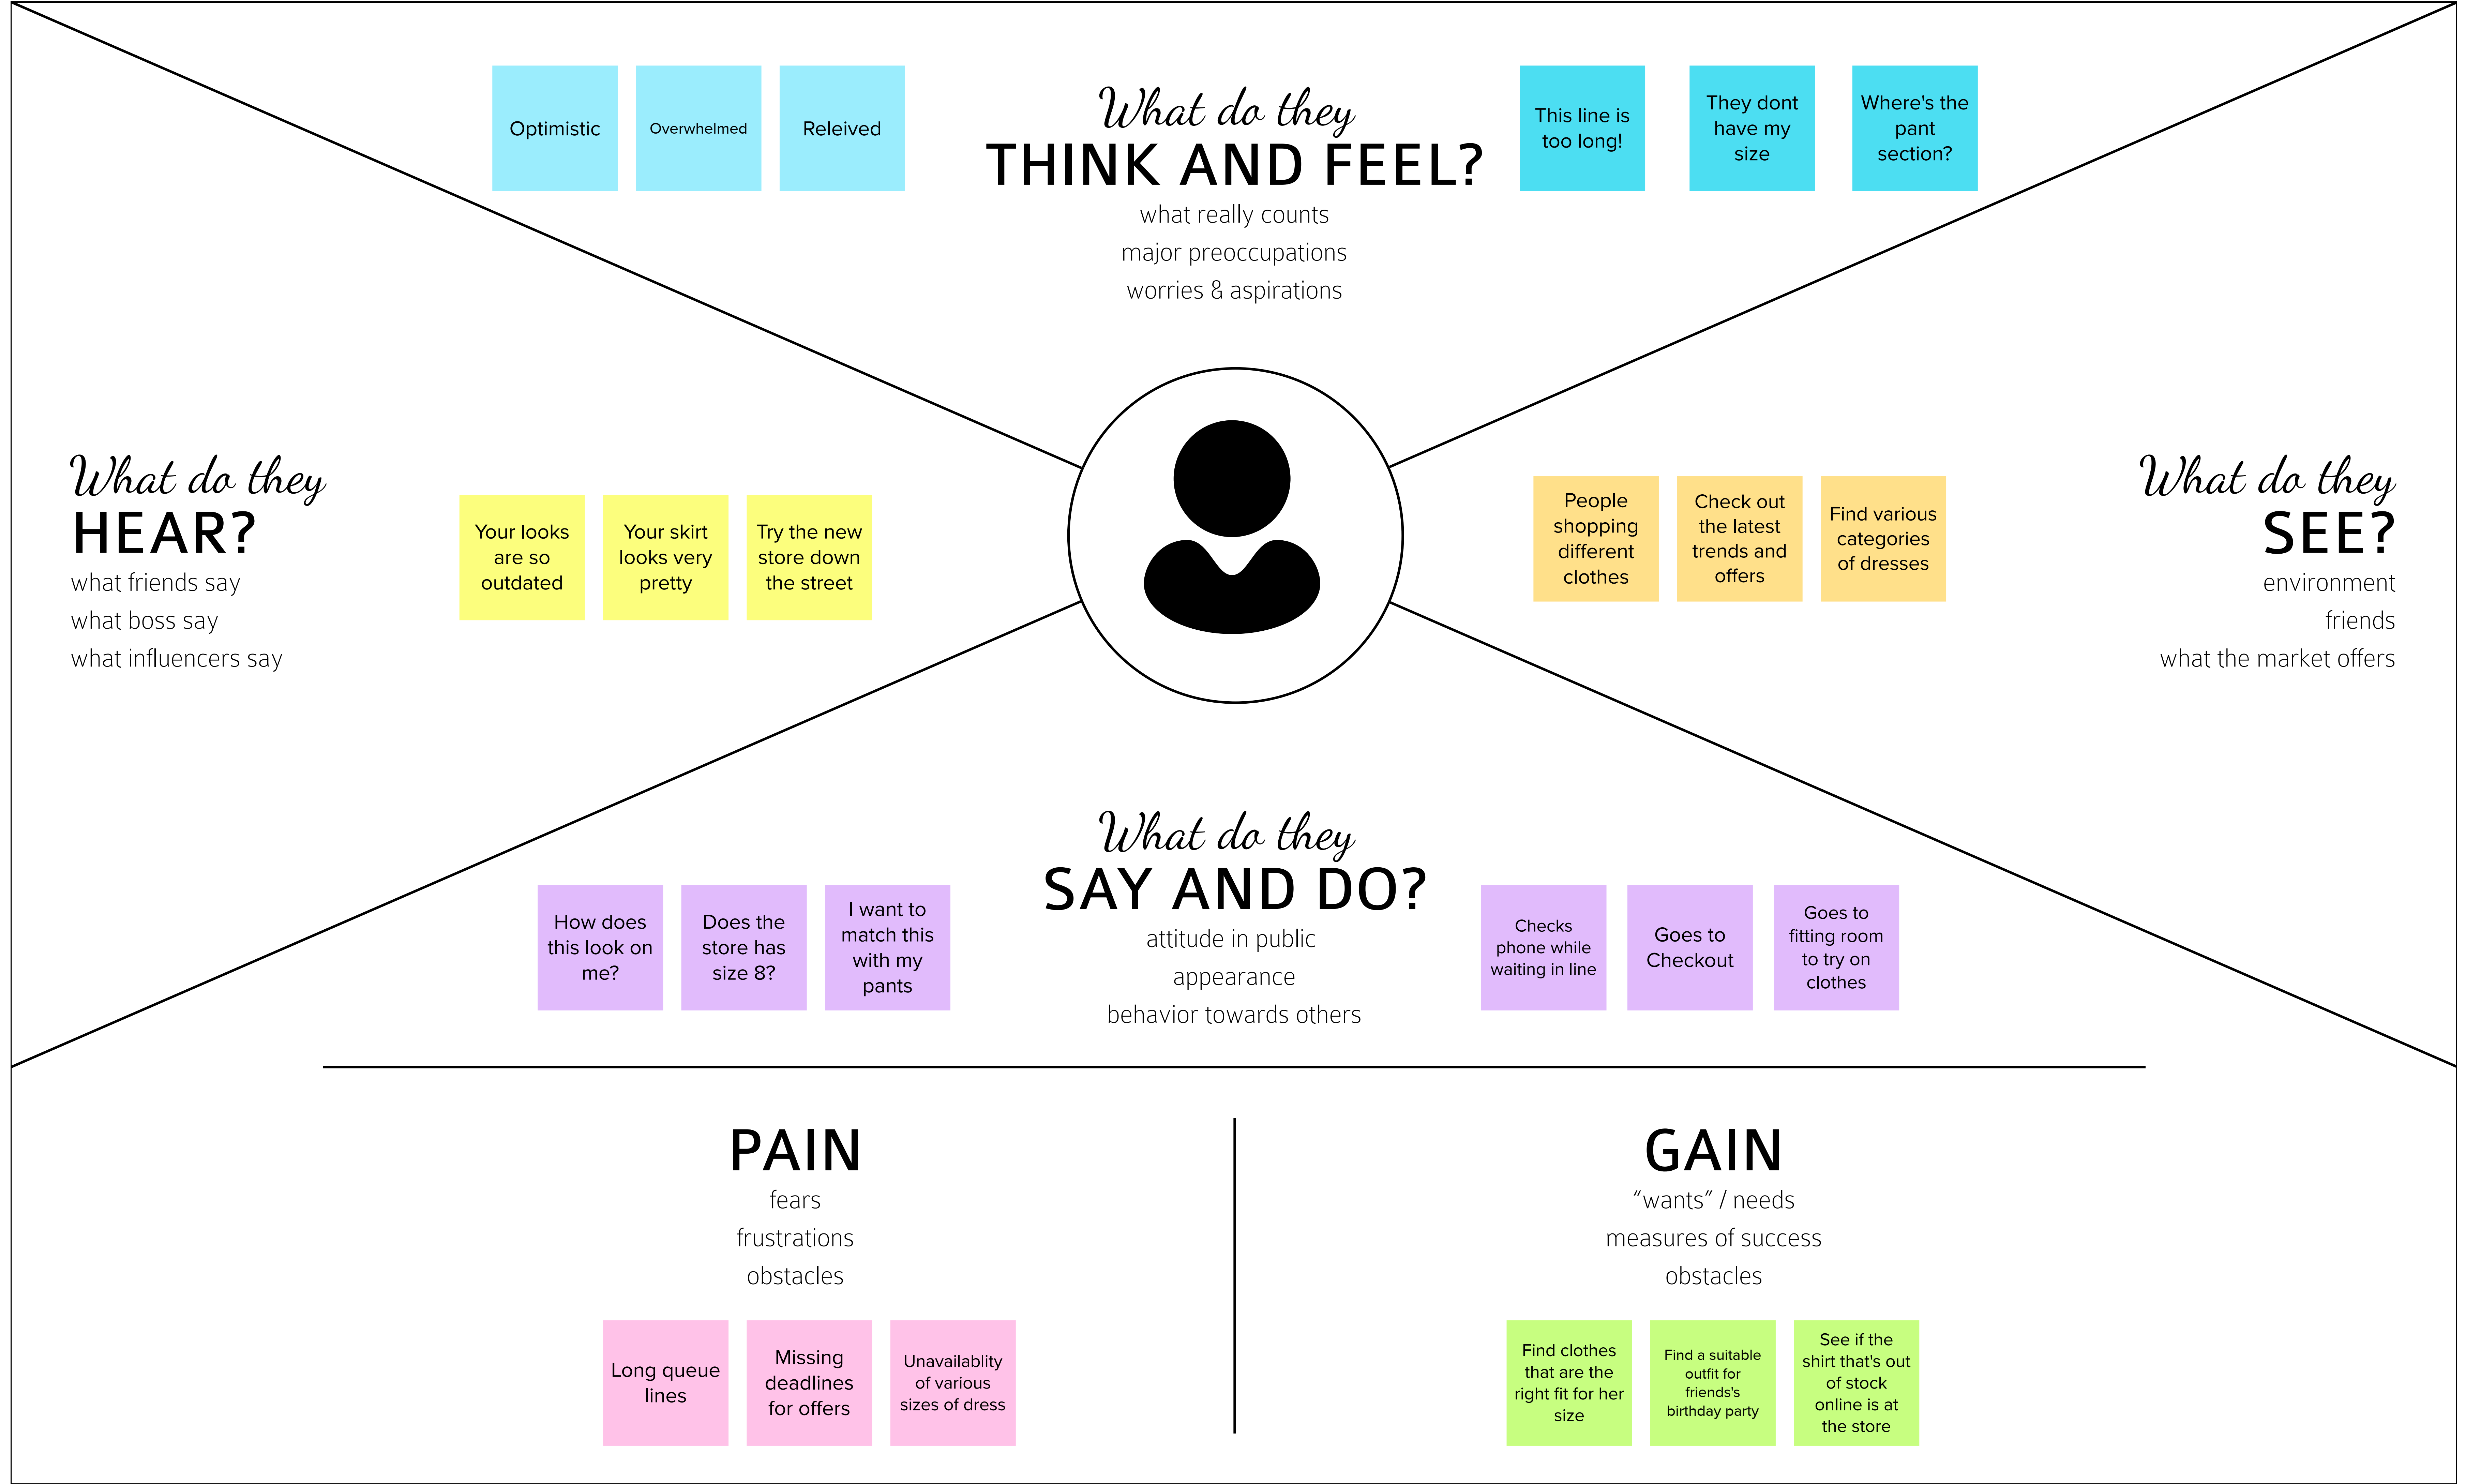 Optimistic
Overwhelmed
Releived
What do they
THINK AND FEEL?
what really counts
major preoccupations
worries & aspirations
This line is
too long!
They dont
have my
size
Where's the
pant
section?
What do they
HEAR?
what friends say
what boss say
what influencers say
Your looks
are so
outdated
Your skirt
looks very
pretty
Try the new
store down
the street
People
shopping
different
clothes
Check out
the latest
trends and
offers
Find various
categories
of dresses
What do they
SEE?
environment
friends
what the market offers
How does
this look on
me?
Does the
store has
size 8?
I want to
match this
with my
pants
What do they
SAY AND DO?
attitude in public
appearance
behavior towards others
Checks
phone while
waiting in line
Goes to
Checkout
Goes to
fitting room
to try on
clothes
PAIN
fears
frustrations
obstacles
Long queue
lines
Missing
deadlines
for offers
Unavailablity
of various
sizes of dress
GAIN
“wants” / needs
measures of success
obstacles
Find clothes
that are the
right fit for her
size
Find a suitable
outfit for
friends's
birthday party
See if the
shirt that's out
of stock
online is at
the store